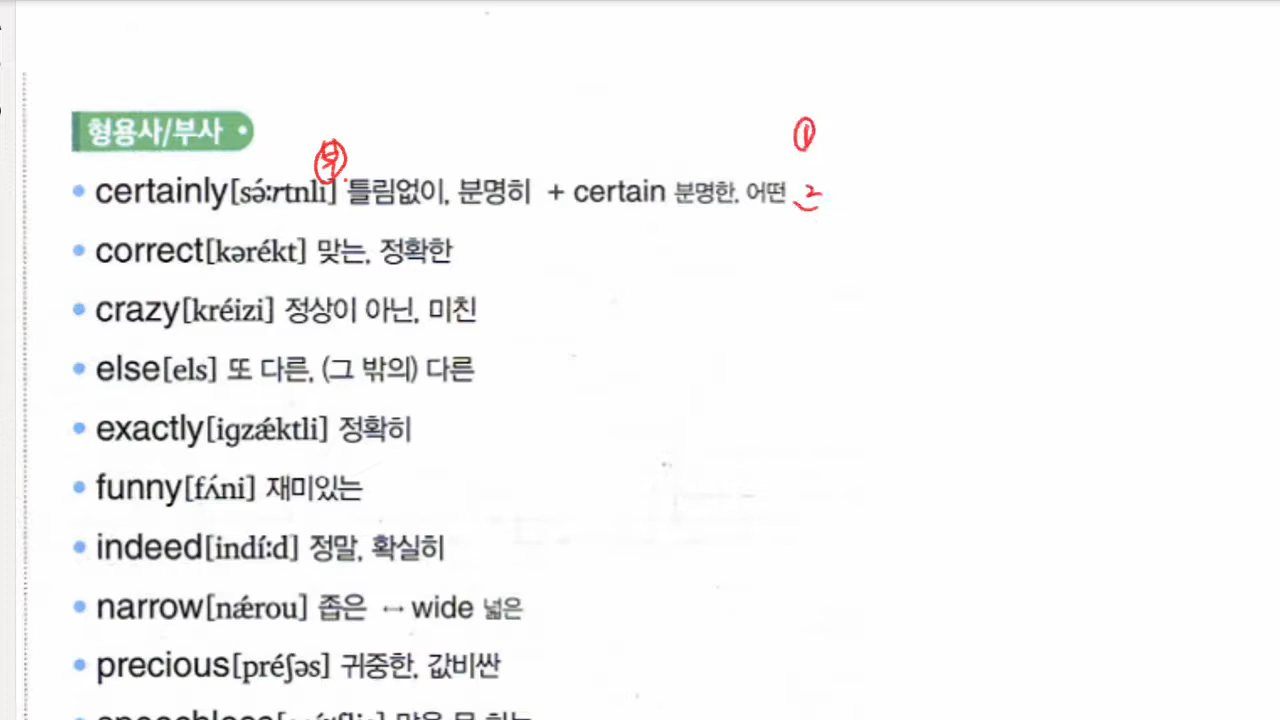 형용사/부사
①
부
certainly[sə́ːrtnli] 틀림없이, 분명히 + certain 분명한, 어떤 2
correct[kərékt] 맞는, 정확한
crazy[kréizi] 정상이 아닌, 미친
else[els] 또 다른, (그 밖의) 다른
exactly[igzǽktli] 정확히
funny[fʌ́ni] 재미있는
indeed[indíːd] 정말, 확실히
narrow[nǽrou] 좁은 ↔ wide 넓은
precious[préʃəs] 귀중한, 값비싼